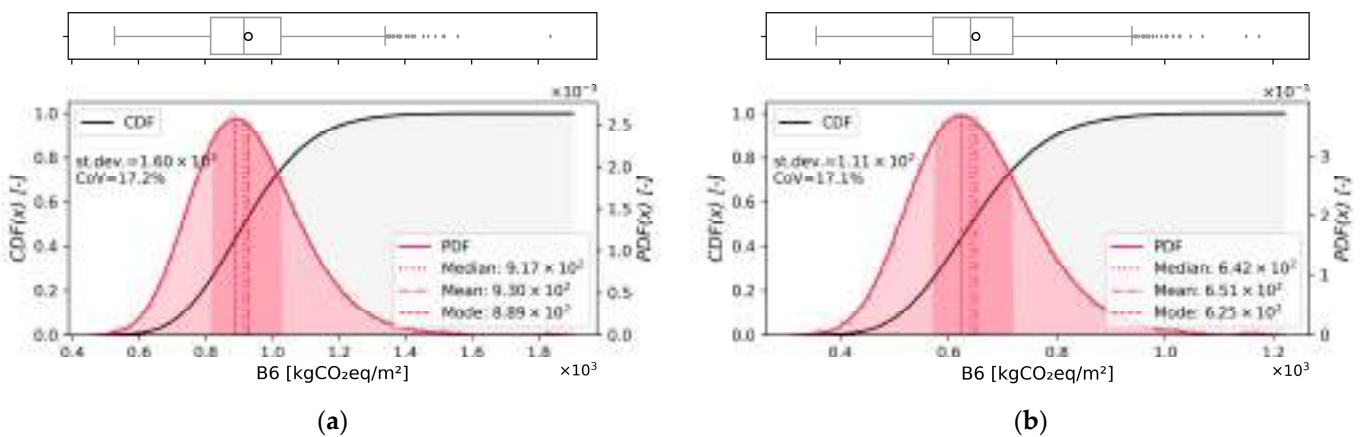 ×10⁻³
1.0
CDF
2.5
0.8
st.dev.=1.60 × 10²
CoV=17.2%
2.0
0.6
1.5
CDF(x) [-]
PDF(x) [-]
0.4
PDF
1.0
Median: 9.17 × 10²
0.2
Mean: 9.30 × 10²
0.5
Mode: 8.89 × 10²
0.0
0.0
0.4 0.6 0.8 1.0 1.2 1.4 1.6 1.8
B6 [kgCO₂eq/m²]
×10³
(a)
×10⁻³
1.0
CDF
0.8
3
st.dev.=1.11 × 10²
CoV=17.1%
0.6
2
CDF(x) [-]
PDF(x) [-]
0.4
PDF
Median: 6.42 × 10²
1
0.2
Mean: 6.51 × 10²
Mode: 6.25 × 10²
0.0
0
0.4 0.6 0.8 1.0 1.2
B6 [kgCO₂eq/m²]
×10³
(b)